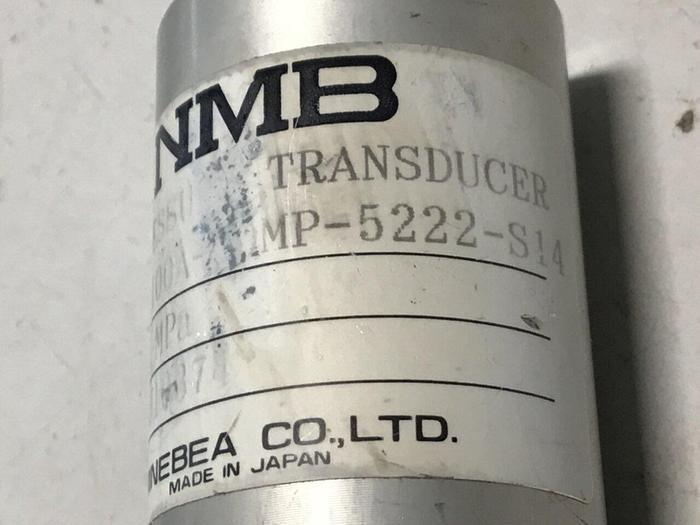 NMB
TRANSDUCER
MP-5222-S14
MPa
NEBEA CO.,LTD.
MADE IN JAPAN